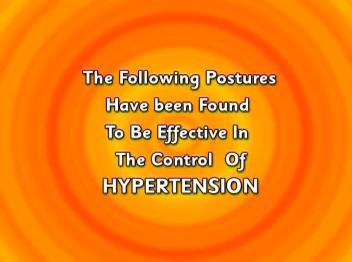 The Following Postures
Have been Found
To Be Effective In
The Control Of
HYPERTENSION